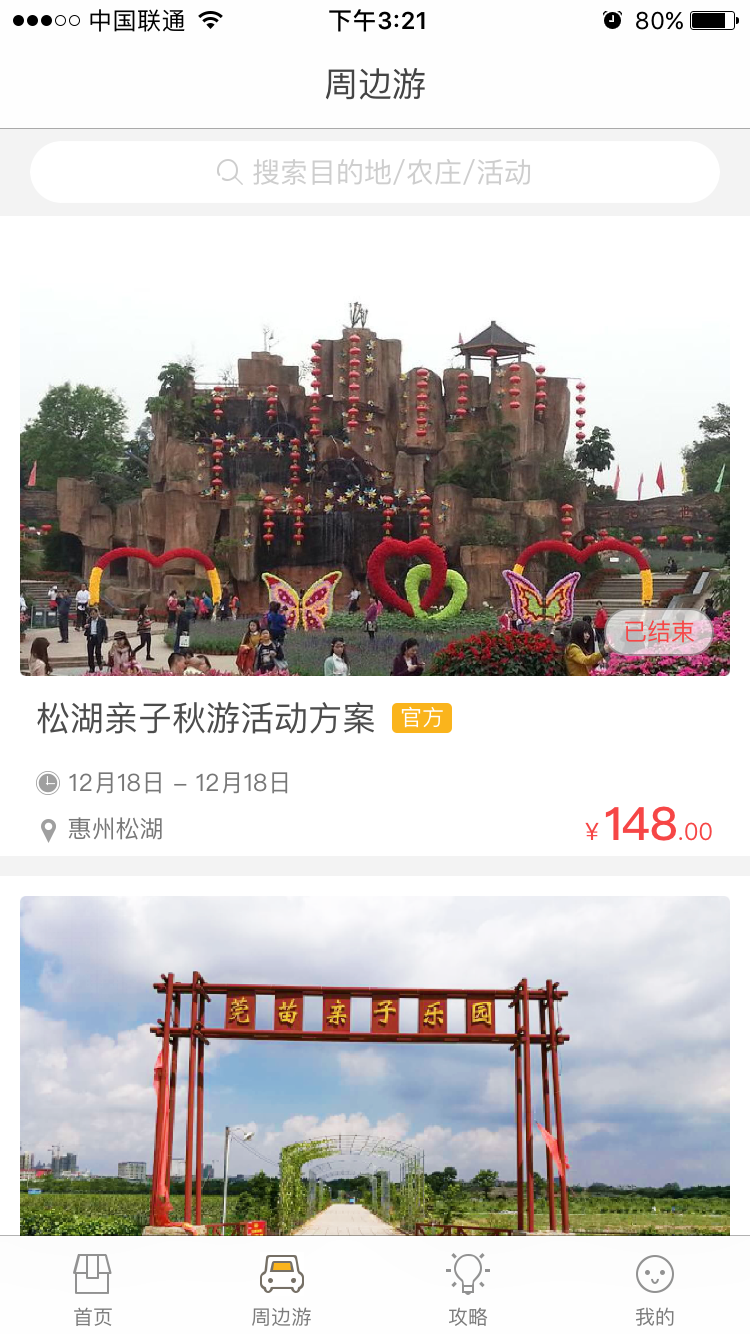 中国联通 下午3:21 80%
周边游
搜索目的地/农庄/活动
已结束
松湖亲子秋游活动方案 官方
12月18日 – 12月18日
惠州松湖
¥148.00
莞苗亲子乐园
首页 周边游 攻略 我的